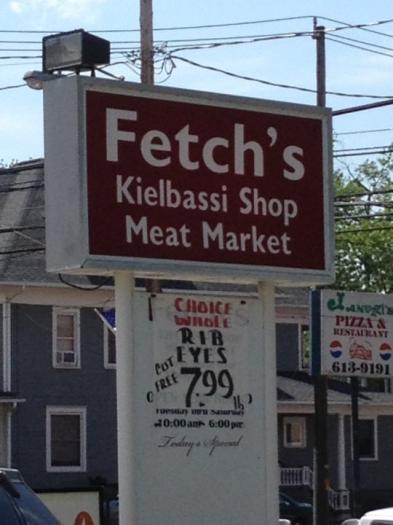 Fetch's
Kielbassi Shop
Meat Market
CHOICE
WHOLE
RIB
EYES
CUT
FREE 7.99 lb
Tuesday thru Saturday
10:00am- 6:00pm
Today's Special
PIZZA &
RESTAURANT
613-9191